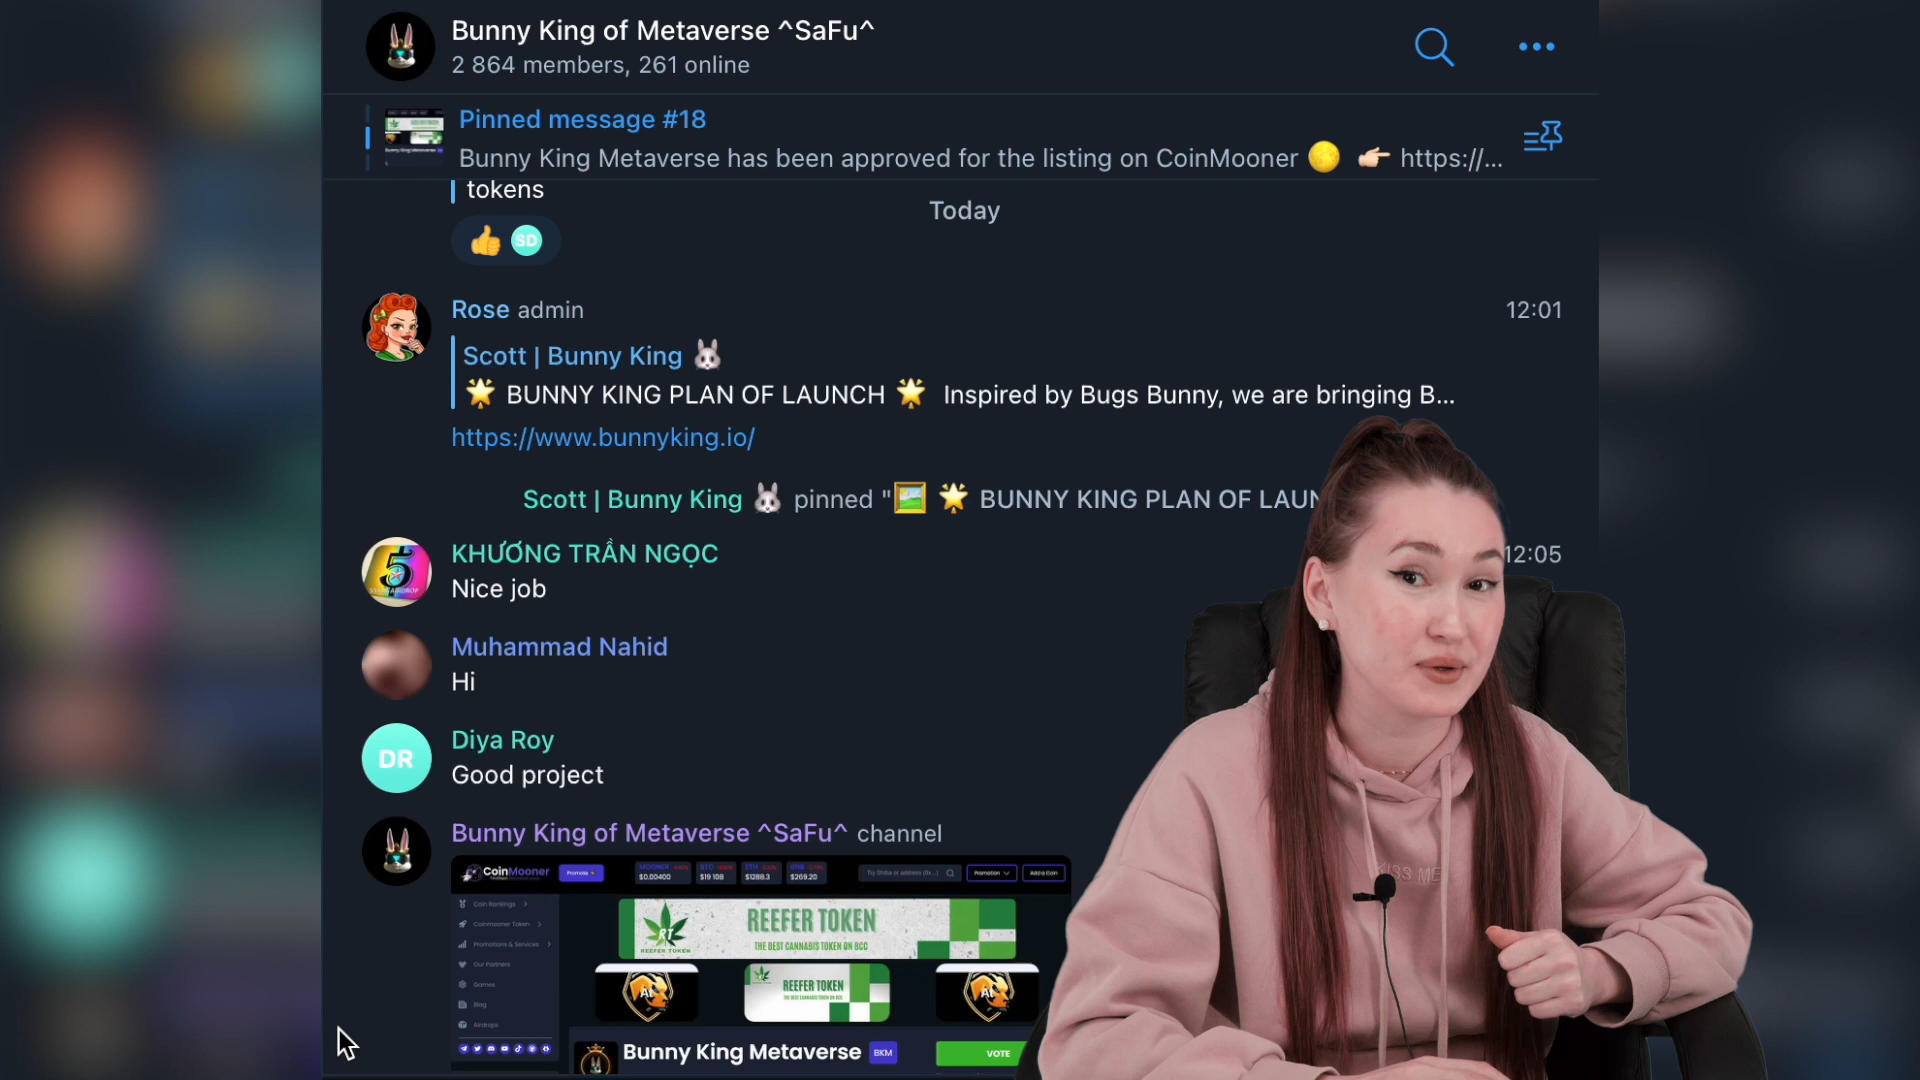 Bunny King of Metaverse ^SaFu^
2 864 members, 261 online
Pinned message #18
Bunny King Metaverse has been approved for the listing on CoinMooner 🌕 👉🏻 https://...
tokens
Today
👍 SD
Rose admin
12:01
Scott | Bunny King 🐰
🌟 BUNNY KING PLAN OF LAUNCH 🌟 Inspired by Bugs Bunny, we are bringing B...
https://www.bunnyking.io/
Scott | Bunny King 🐰 pinned "🖼 🌟 BUNNY KING PLAN OF LAUN
KHƯƠNG TRẦN NGỌC
12:05
Nice job
Muhammad Nahid
Hi
DR
Diya Roy
Good project
Bunny King of Metaverse ^SaFu^ channel
CoinMooner
Promote
$0.00400
$19 108
$1288.3
$269.20
Promotion
Add a Coin
Coin Rankings
Coinmooner Token
Promotions & Services
Our Partners
Games
Blog
Airdrops
RT
REEFER TOKEN
REEFER TOKEN
THE BEST CANNABIS TOKEN ON BCC
REEFER TOKEN
Bunny King Metaverse BKM
VOTE
KISS ME